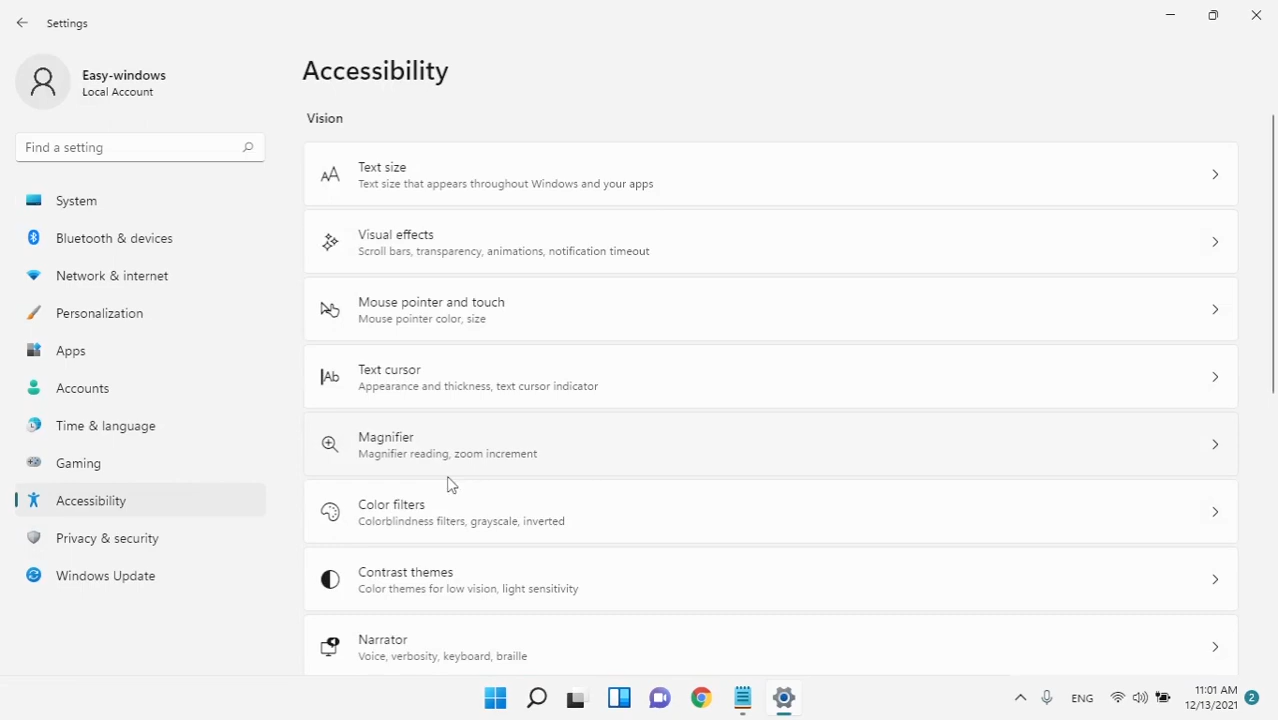 Settings
Easy-windows
Local Account
Find a setting
System
Bluetooth & devices
Network & internet
Personalization
Apps
Accounts
Time & language
Gaming
Accessibility
Privacy & security
Windows Update
Accessibility
Vision
Text size
Text size that appears throughout Windows and your apps
Visual effects
Scroll bars, transparency, animations, notification timeout
Mouse pointer and touch
Mouse pointer color, size
Text cursor
Appearance and thickness, text cursor indicator
Magnifier
Magnifier reading, zoom increment
Color filters
Colorblindness filters, grayscale, inverted
Contrast themes
Color themes for low vision, light sensitivity
Narrator
Voice, verbosity, keyboard, braille
ENG
11:01 AM
12/13/2021
2